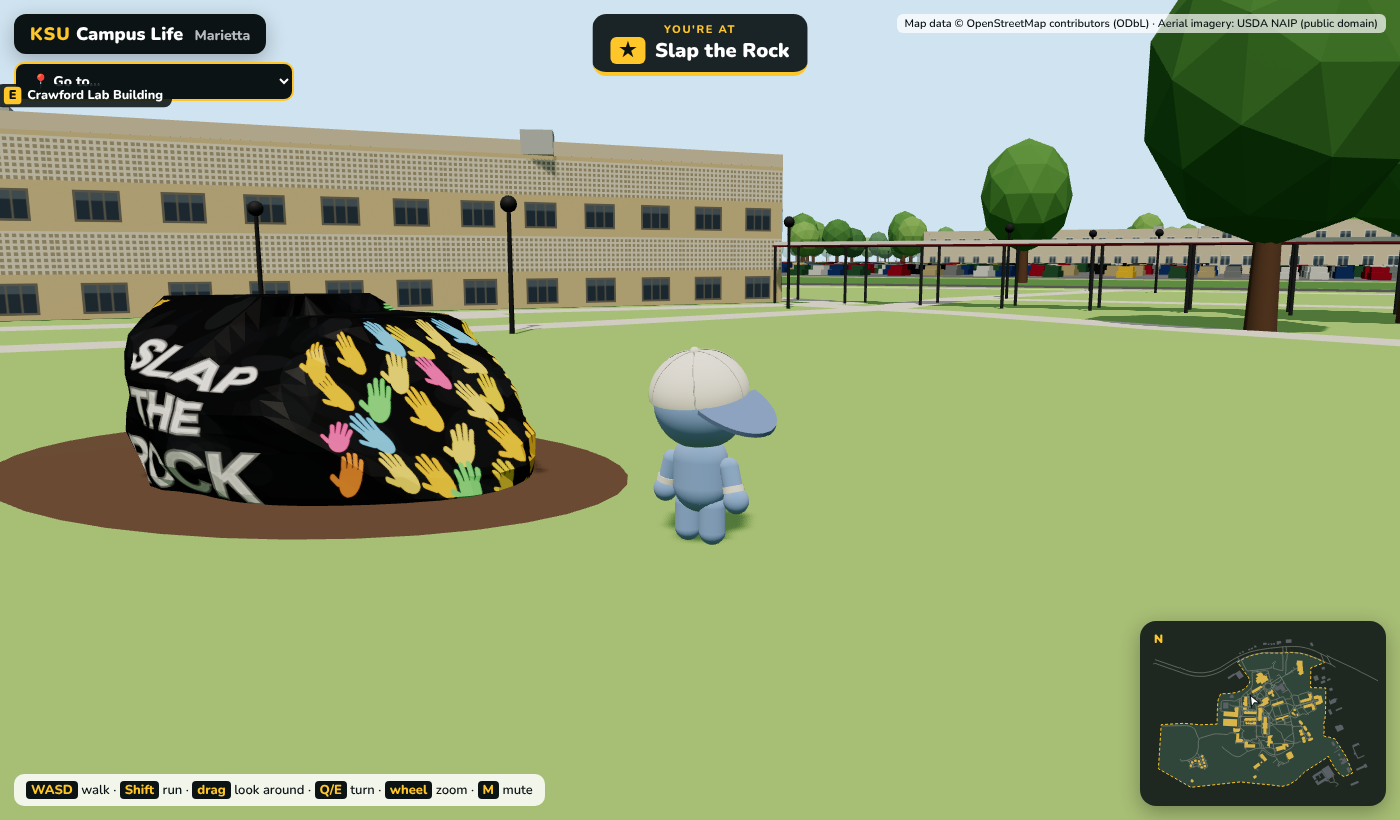 KSU Campus Life Marietta
📍 Go to...
E Crawford Lab Building
YOU'RE AT
★ Slap the Rock
Map data © OpenStreetMap contributors (ODbL) · Aerial imagery: USDA NAIP (public domain)
SLAP
THE
ROCK
N
WASD walk · Shift run · drag look around · Q/E turn · wheel zoom · M mute